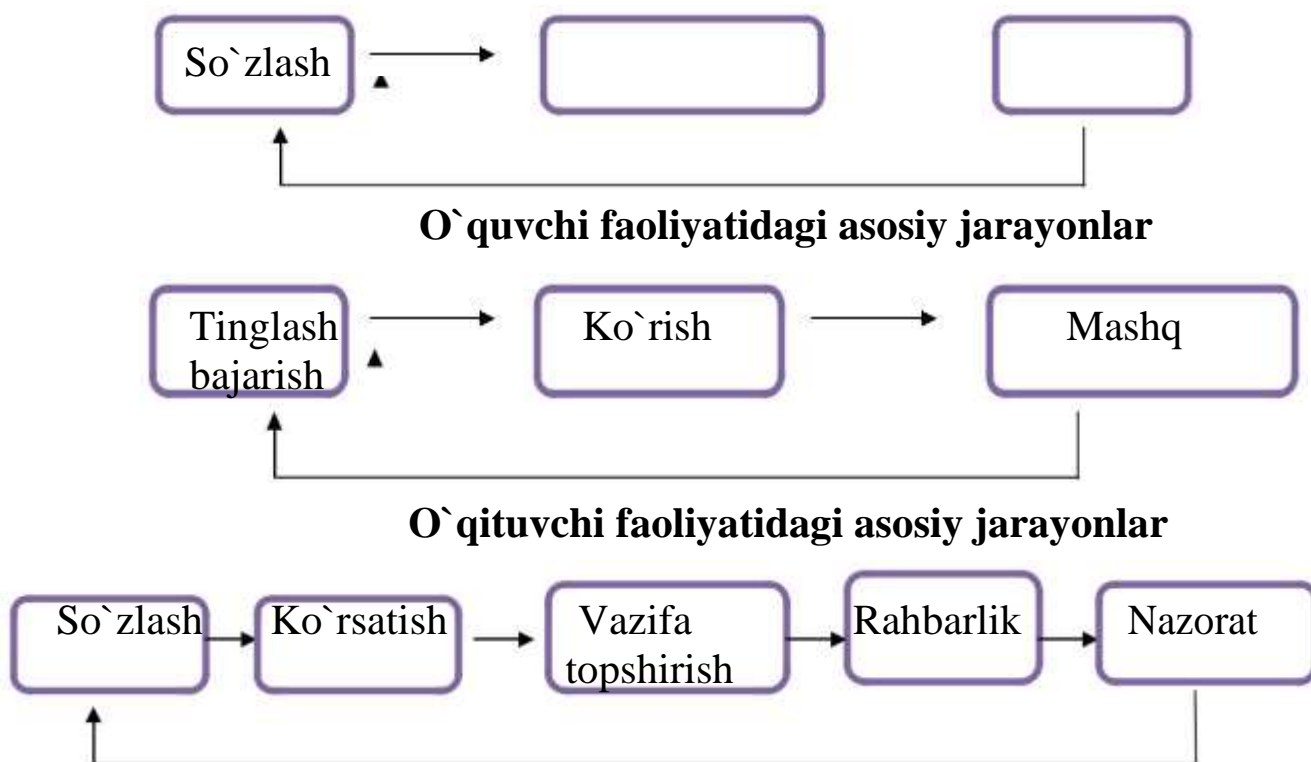 So`zlash
O`quvchi faoliyatidagi asosiy jarayonlar
Tinglash Ko`rish Mashq
bajarish
O`qituvchi faoliyatidagi asosiy jarayonlar
So`zlash Ko`rsatish Vazifa Rahbarlik Nazorat
topshirish